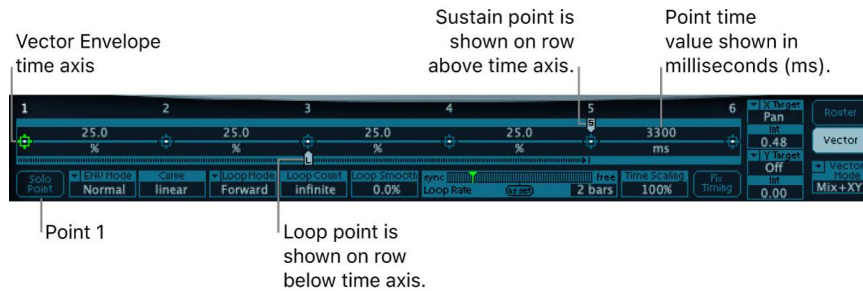 Sustain point is
shown on row
above time axis.
Point time
value shown in
milliseconds (ms).
Vector Envelope
time axis
1 2 3 4 5 6
S
25.0 25.0 25.0 25.0 3300
% % % % ms
L
X Target
Pan
Int
0.48
Y Target
Off
Int
0.00
Router
Vector
Vector
Mode
Mix+XY
Solo
Point
ENV Mode
Normal
Curve
linear
Loop Mode
Forward
Loop Count
infinite
Loop Smooth
0.0%
sync free
Loop Rate as set 2 bars
Time Scaling
100%
Fix
Timing
Point 1
Loop point is
shown on row
below time axis.